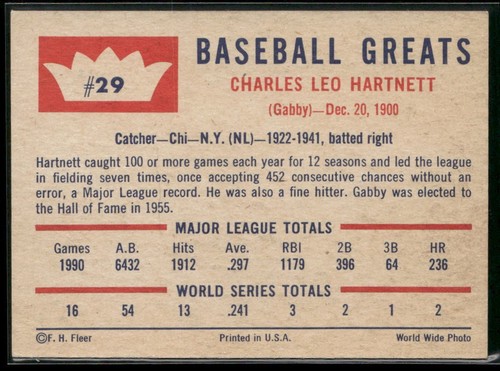 #29
BASEBALL GREATS
CHARLES LEO HARTNETT
(Gabby)—Dec. 20, 1900
Catcher—Chi—N.Y. (NL)—1922-1941, batted right
Hartnett caught 100 or more games each year for 12 seasons and led the league
in fielding seven times, once accepting 452 consecutive chances without an
error, a Major League record. He was also a fine hitter. Gabby was elected to
the Hall of Fame in 1955.
MAJOR LEAGUE TOTALS
Games A.B. Hits Ave. RBI 2B 3B HR
1990 6432 1912 .297 1179 396 64 236
WORLD SERIES TOTALS
16 54 13 .241 3 2 1 2
©F. H. Fleer Printed in U.S.A. World Wide Photo